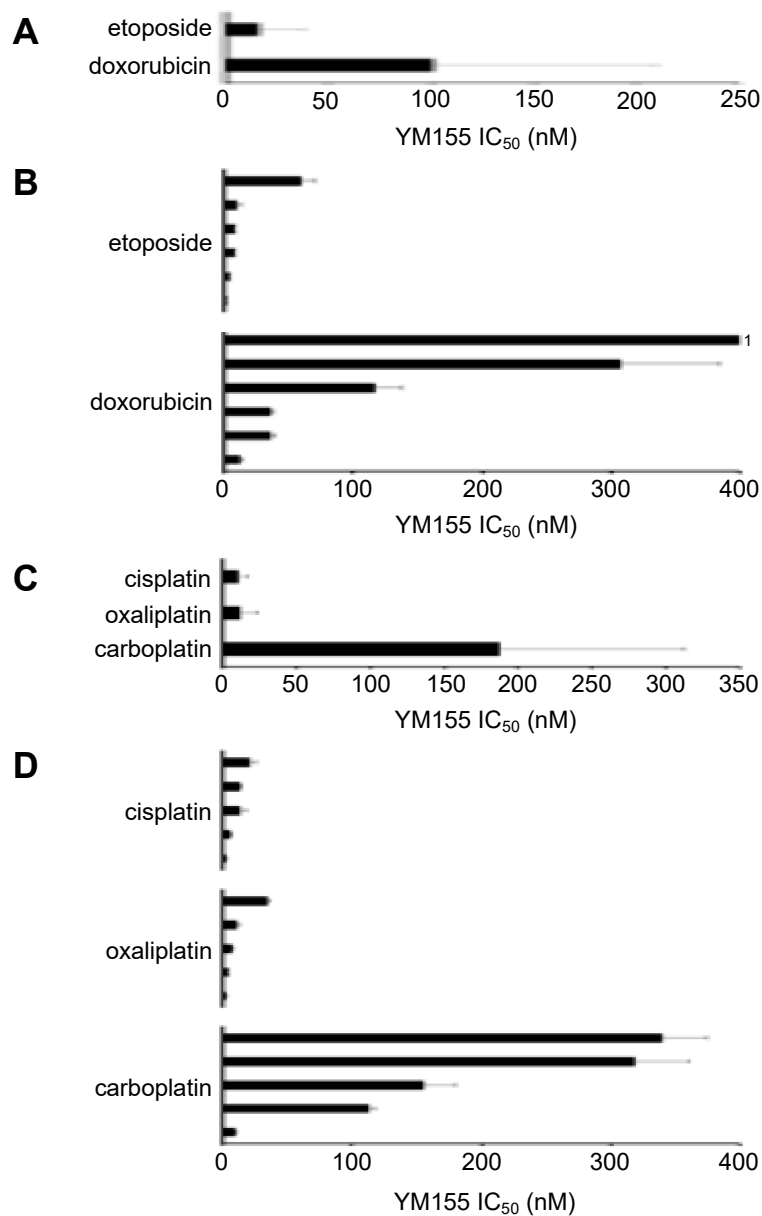 A
etoposide
doxorubicin
0 50 100 150 200 250
YM155 IC50 (nM)
B
etoposide
1
doxorubicin
0 100 200 300 400
YM155 IC50 (nM)
C
cisplatin
oxaliplatin
carboplatin
0 50 100 150 200 250 300 350
YM155 IC50 (nM)
D
cisplatin
oxaliplatin
carboplatin
0 100 200 300 400
YM155 IC50 (nM)